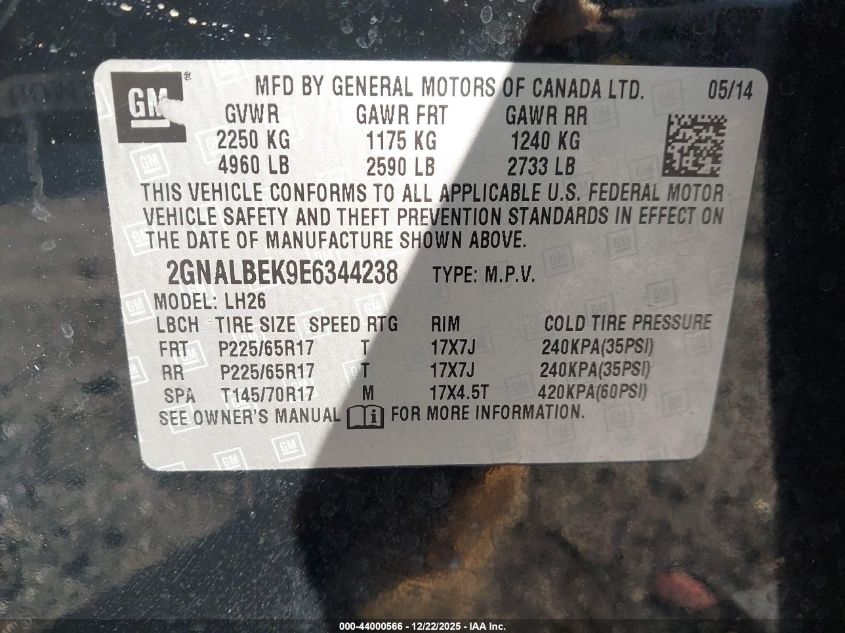 GM ® MFD BY GENERAL MOTORS OF CANADA LTD. 05/14
GVWR GAWR FRT GAWR RR
2250 KG 1175 KG 1240 KG
4960 LB 2590 LB 2733 LB
THIS VEHICLE CONFORMS TO ALL APPLICABLE U.S. FEDERAL MOTOR
VEHICLE SAFETY AND THEFT PREVENTION STANDARDS IN EFFECT ON
THE DATE OF MANUFACTURE SHOWN ABOVE.
2GNALBEK9E6344238 TYPE: M.P.V.
MODEL: LH26
LBCH TIRE SIZE SPEED RTG RIM COLD TIRE PRESSURE
FRT P225/65R17 T 17X7J 240KPA(35PSI)
RR P225/65R17 T 17X7J 240KPA(35PSI)
SPA T145/70R17 M 17X4.5T 420KPA(60PSI)
SEE OWNER'S MANUAL i FOR MORE INFORMATION.
000-44000566 - 12/22/2025 - IAA Inc.